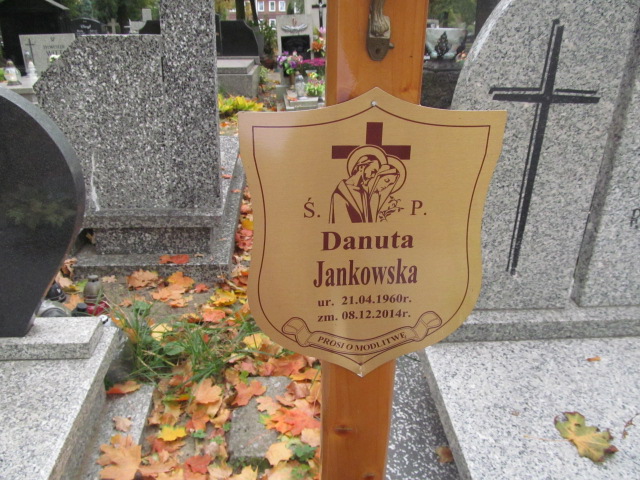 Ś. P.
Danuta
Jankowska
ur. 21.04.1960r.
zm. 08.12.2014r.
PROSI O MODLITWĘ